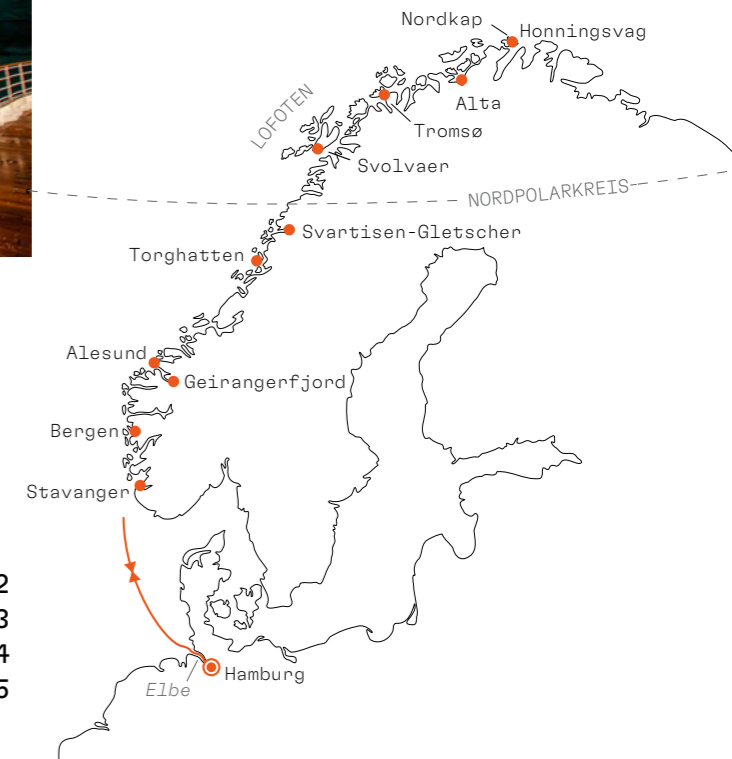 Nordkap
Honningsvag
Alta
Tromsø
LOFOTEN
Svolvaer
NORDPOLARKREIS
Svartisen-Gletscher
Torghatten
Alesund
Geirangerfjord
Bergen
Stavanger
2
3
4
5
Hamburg
Elbe